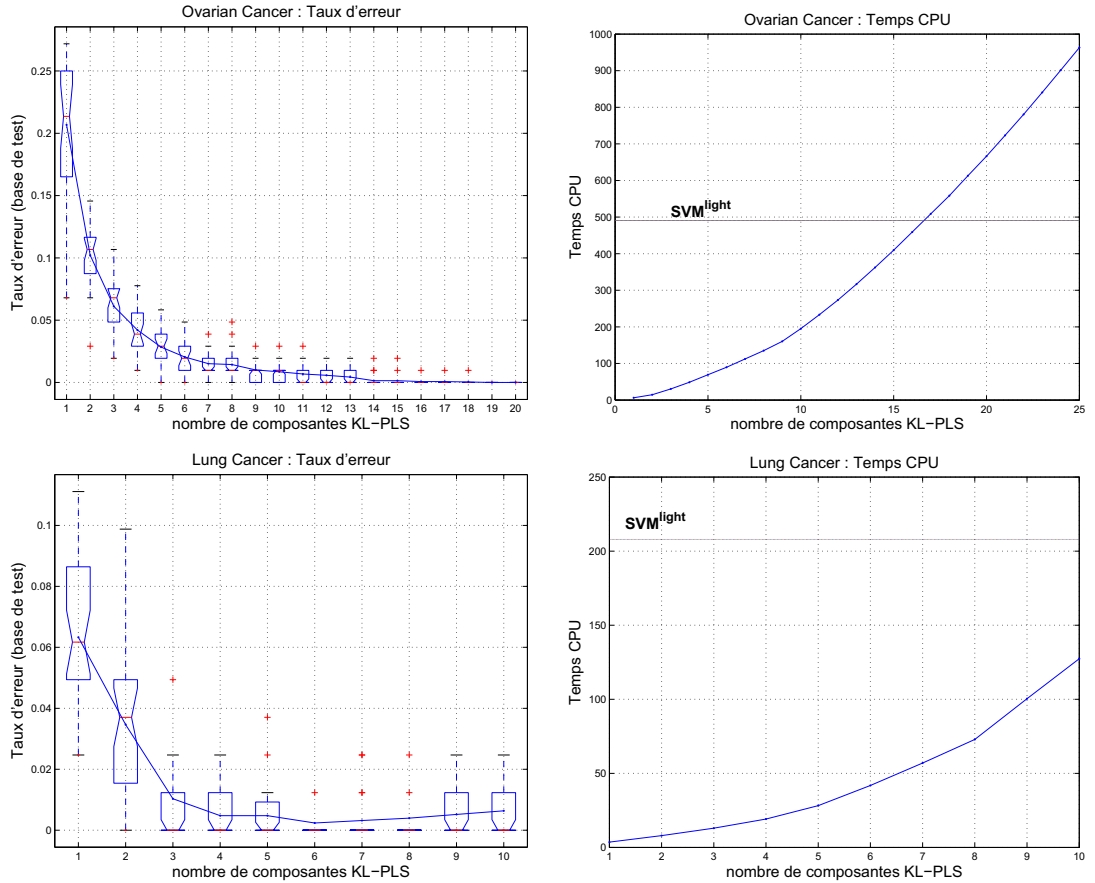 Ovarian Cancer : Taux d'erreur
Taux d'erreur (base de test)
0.25
0.2
0.15
0.1
0.05
0
1 2 3 4 5 6 7 8 9 10 11 12 13 14 15 16 17 18 19 20
nombre de composantes KL−PLS
Ovarian Cancer : Temps CPU
Temps CPU
1000
900
800
700
600
500
400
300
200
100
0
SVMlight
0 5 10 15 20 25
nombre de composantes KL−PLS
Lung Cancer : Taux d'erreur
Taux d'erreur (base de test)
0.1
0.08
0.06
0.04
0.02
0
1 2 3 4 5 6 7 8 9 10
nombre de composantes KL−PLS
Lung Cancer : Temps CPU
Temps CPU
250
200
150
100
50
0
SVMlight
1 2 3 4 5 6 7 8 9 10
nombre de composantes KL−PLS